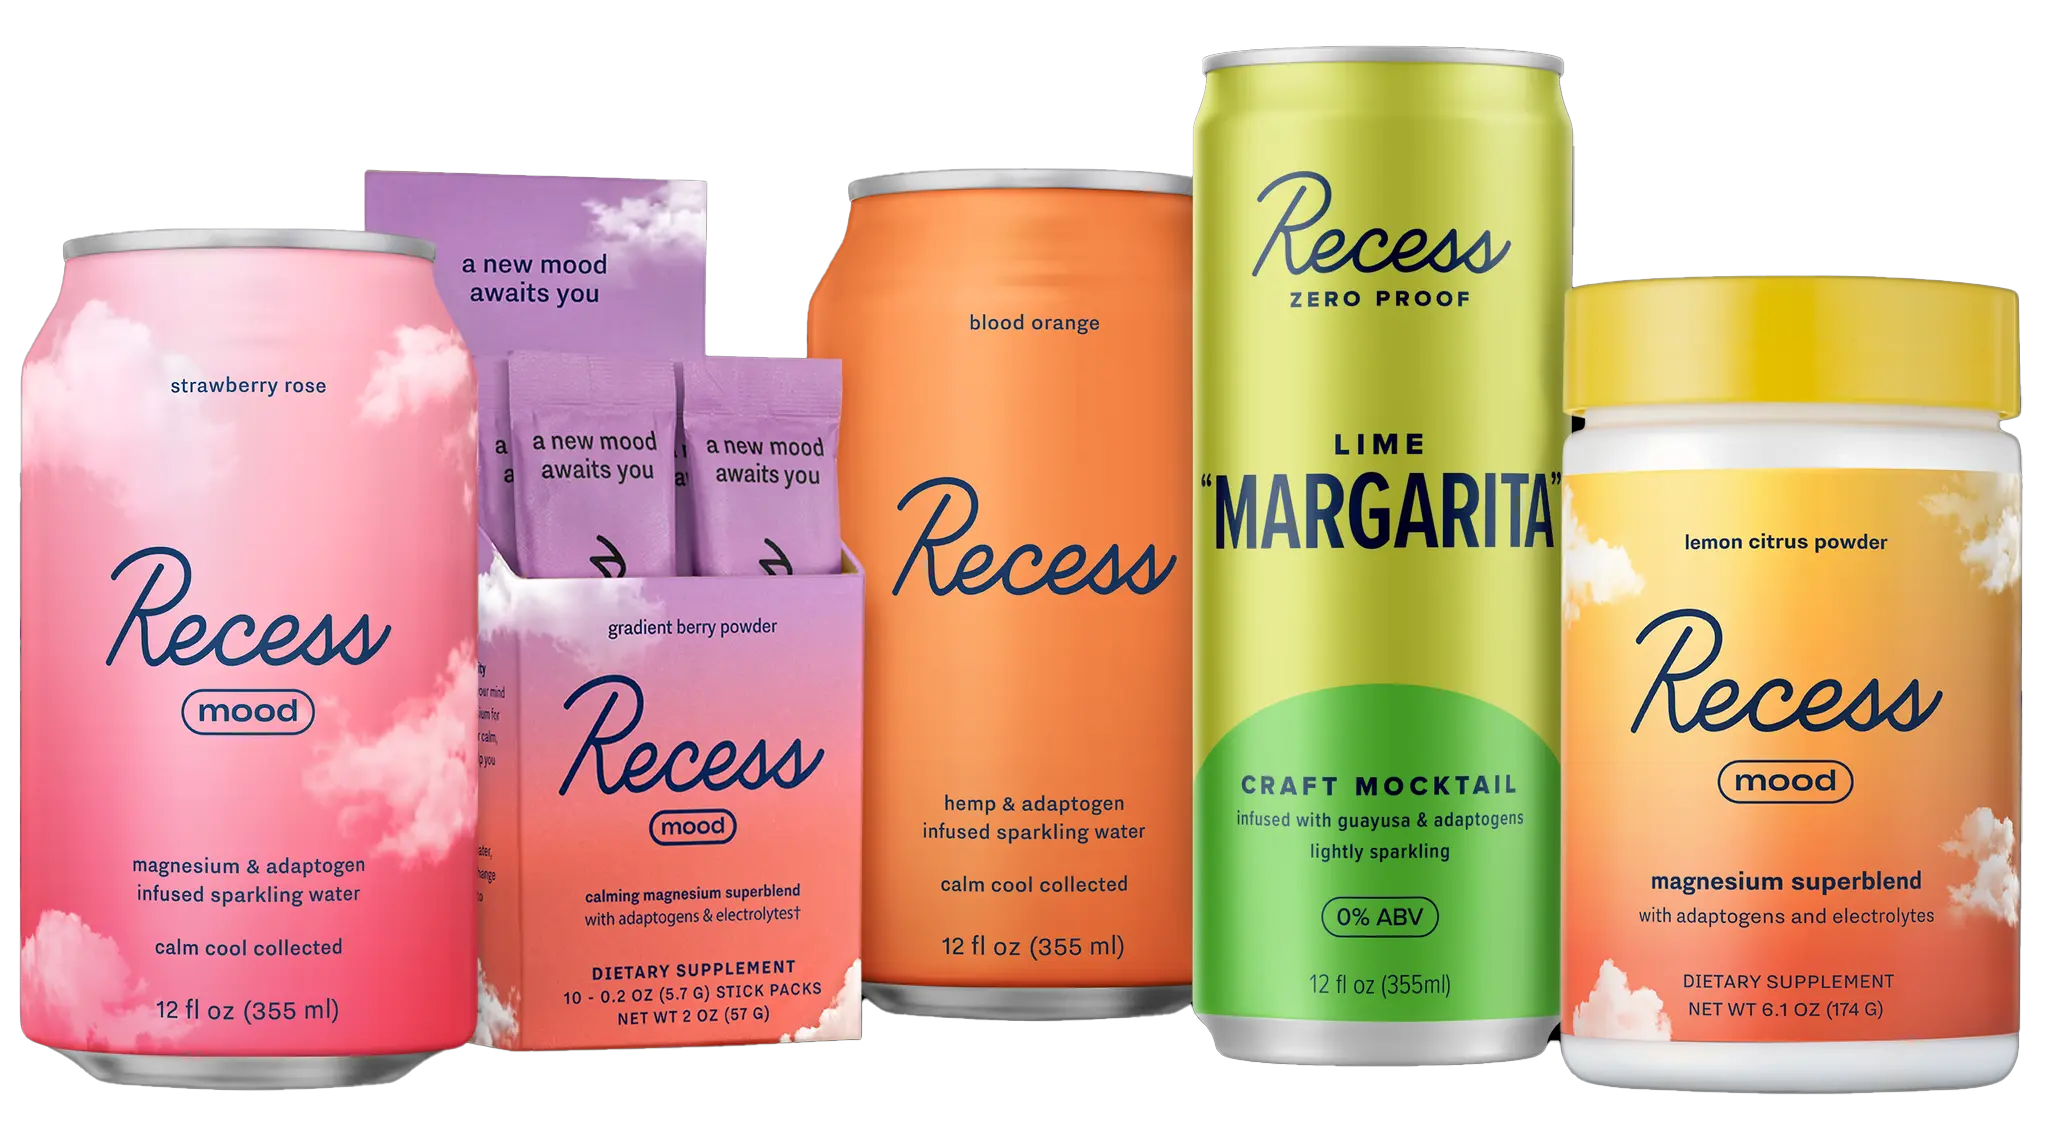 strawberry rose
Recess
mood
magnesium & adaptogen
infused sparkling water
calm cool collected
12 fl oz (355 ml)
a new mood
awaits you
a new mood
awaits you
a new mood
awaits you
gradient berry powder
Recess
mood
calming magnesium superblend
with adaptogens & electrolytes†
DIETARY SUPPLEMENT
10 - 0.2 OZ (5.7 G) STICK PACKS
NET WT 2 OZ (57 G)
blood orange
Recess
hemp & adaptogen
infused sparkling water
calm cool collected
12 fl oz (355 ml)
Recess
ZERO PROOF
LIME
“MARGARITA”
CRAFT MOCKTAIL
infused with guayusa & adaptogens
lightly sparkling
0% ABV
12 fl oz (355ml)
lemon citrus powder
Recess
mood
magnesium superblend
with adaptogens and electrolytes
DIETARY SUPPLEMENT
NET WT 6.1 OZ (174 G)